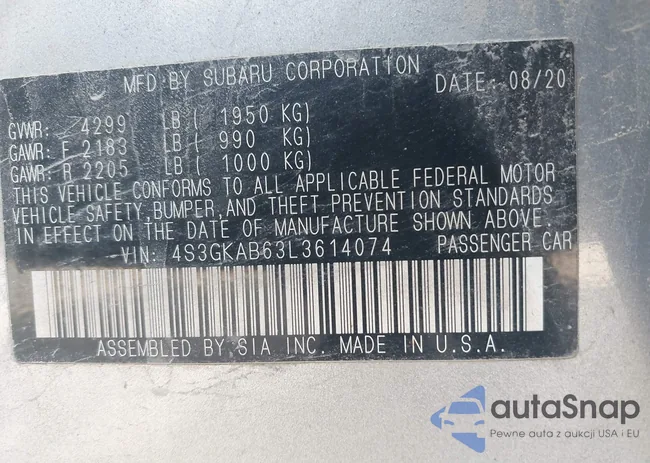 MFD BY SUBARU CORPORATION DATE: 08/20
GVWR: 4299 LB ( 1950 KG)
GAWR: F 2183 LB ( 990 KG)
GAWR: R 2205 LB ( 1000 KG)
THIS VEHICLE CONFORMS TO ALL APPLICABLE FEDERAL MOTOR
VEHICLE SAFETY,BUMPER,AND THEFT PREVENTION STANDARDS
IN EFFECT ON THE DATE OF MANUFACTURE SHOWN ABOVE.
VIN: 4S3GKAB63L3614074 PASSENGER CAR
ASSEMBLED BY SIA INC. MADE IN U.S.A.
autaSnap
Pewne auta z aukcji USA i EU